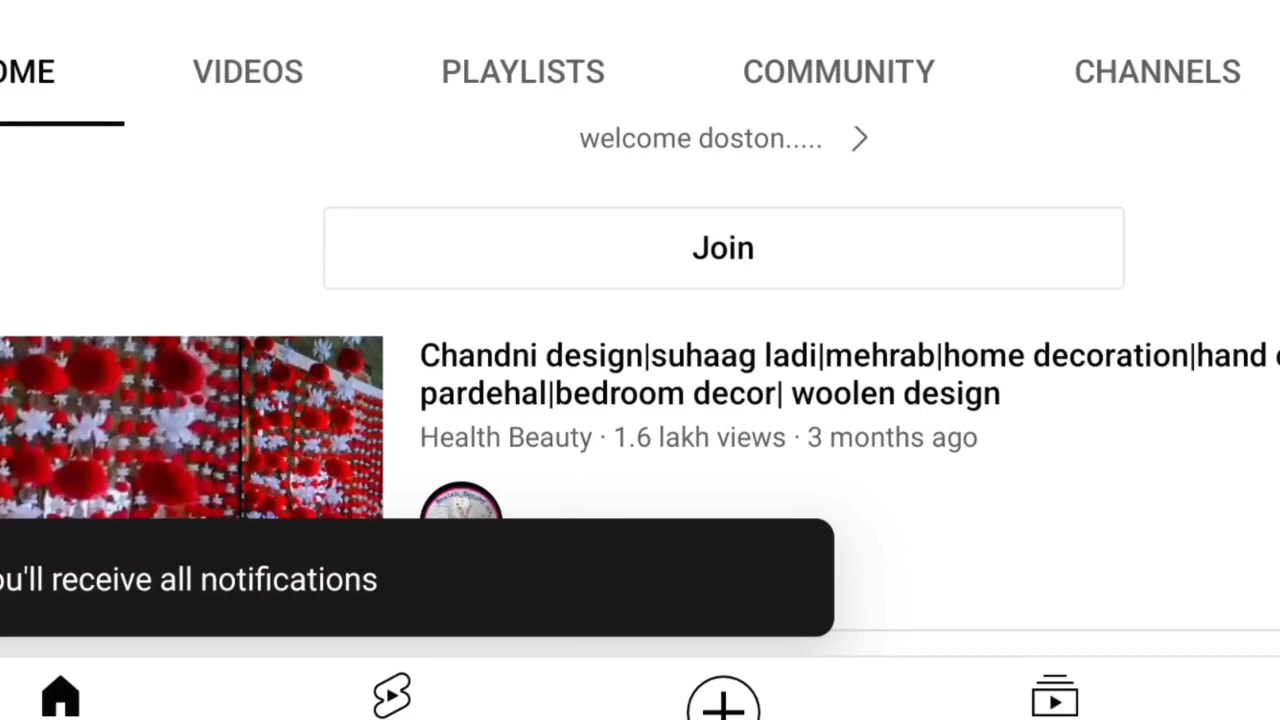 OME VIDEOS PLAYLISTS COMMUNITY CHANNELS
welcome doston.....
Join
Chandni design|suhaag ladi|mehrab|home decoration|hand
pardehal|bedroom decor| woolen design
Health Beauty · 1.6 lakh views · 3 months ago
ou'll receive all notifications